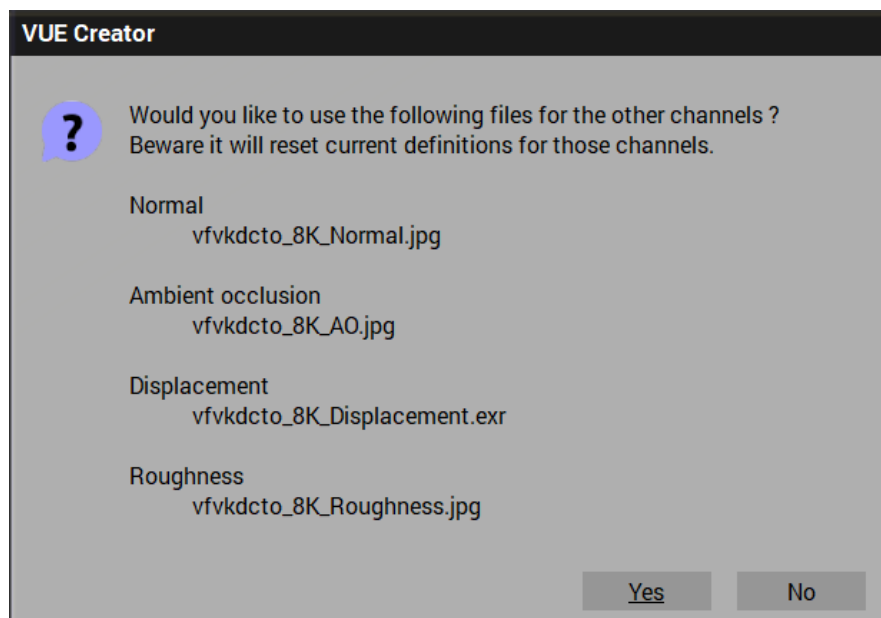 VUE Creator
?
Would you like to use the following files for the other channels ?
Beware it will reset current definitions for those channels.
Normal
vfvkdcto_8K_Normal.jpg
Ambient occlusion
vfvkdcto_8K_AO.jpg
Displacement
vfvkdcto_8K_Displacement.exr
Roughness
vfvkdcto_8K_Roughness.jpg
Yes No